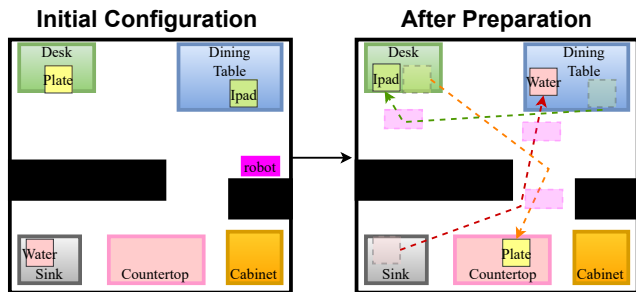 Initial Configuration
After Preparation
Desk
Plate
Dining
Table
Ipad
robot
Water
Sink
Countertop
Cabinet
Desk
Ipad
Dining
Table
Water
Sink
Plate
Countertop
Cabinet